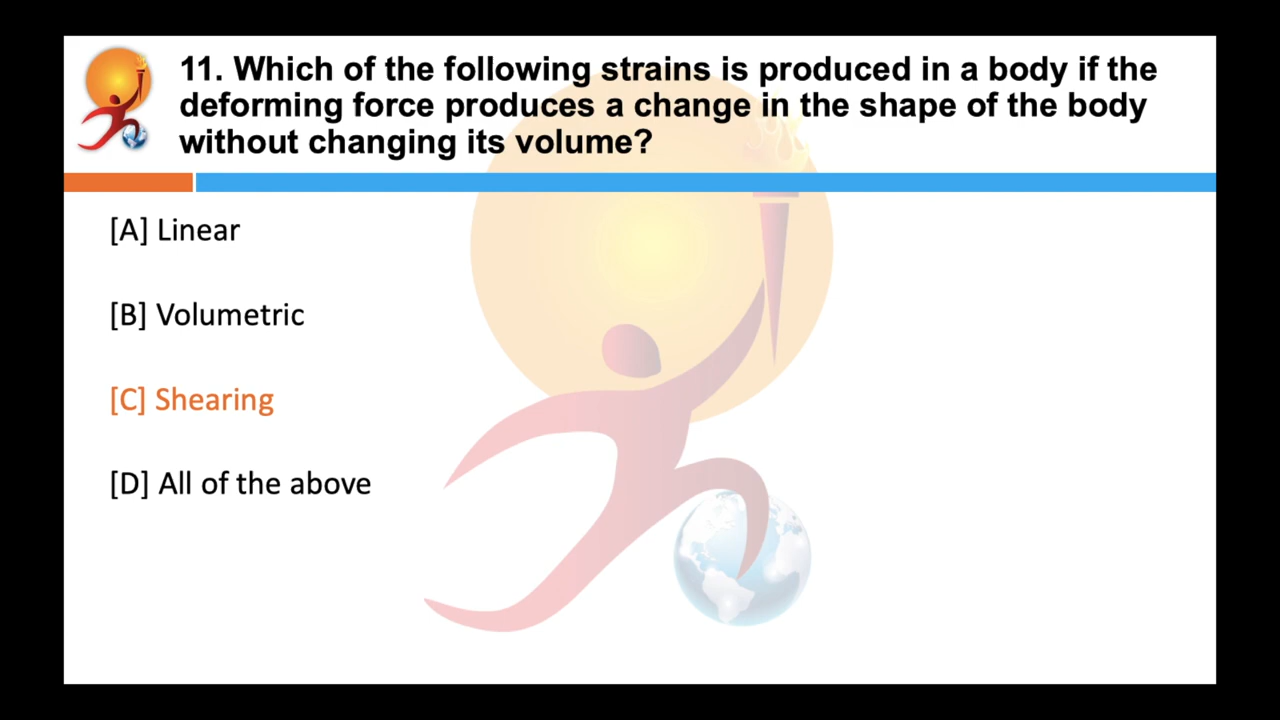 11. Which of the following strains is produced in a body if the
deforming force produces a change in the shape of the body
without changing its volume?
[A] Linear
[B] Volumetric
[C] Shearing
[D] All of the above